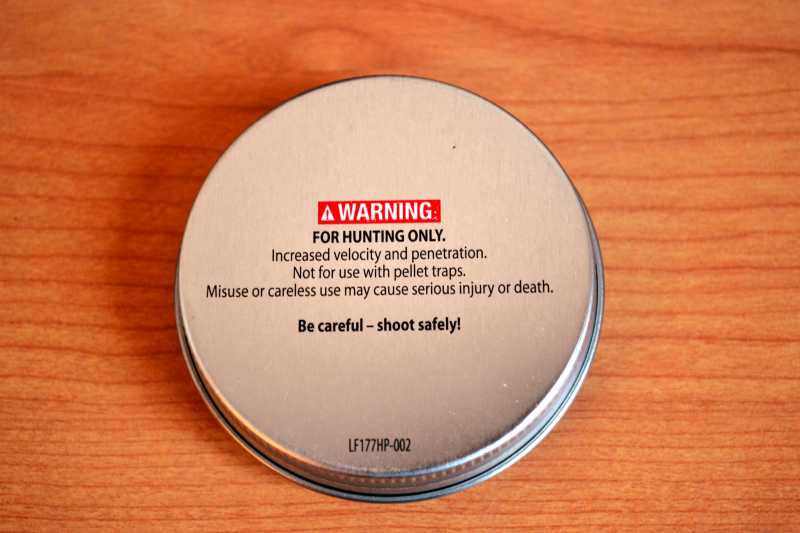 ⚠ WARNING:
FOR HUNTING ONLY.
Increased velocity and penetration.
Not for use with pellet traps.
Misuse or careless use may cause serious injury or death.
Be careful – shoot safely!
LF177HP-002